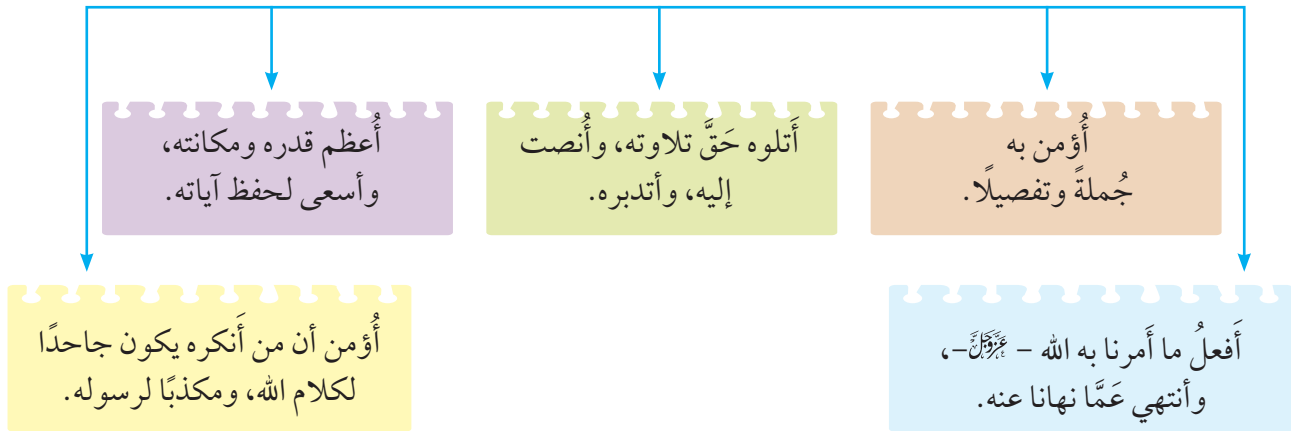 أُؤمن به
جُملةً وتفصيلًا.
أَتلوه حَقَّ تلاوته، وأُنصت
إليه، وأتدبره.
أُعظم قدره ومكانته،
وأسعى لحفظ آياته.
أَفعلُ ما أَمرنا به الله – عَزَّوَجَلَّ–،
وأنتهي عَمَّا نهانا عنه.
أُؤمن أن من أَنكره يكون جاحدًا
لكلام الله، ومكذبًا لرسوله.